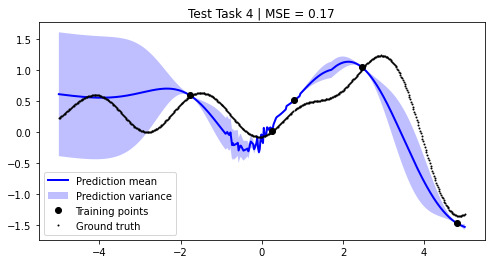 Test Task 4 | MSE = 0.17
1.5
1.0
0.5
0.0
−0.5
−1.0
−1.5
Prediction mean
Prediction variance
Training points
Ground truth
−4 −2 0 2 4